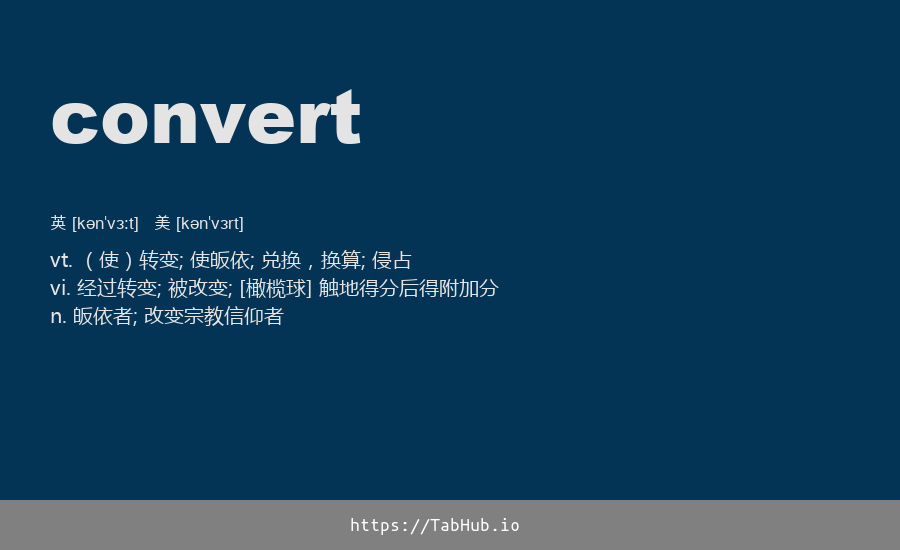 convert
英 [kən'vɜːt]   美 [kən'vɜrt]
vt. （使）转变; 使皈依; 兑换，换算; 侵占
vi. 经过转变; 被改变; [橄榄球] 触地得分后得附加分
n. 皈依者; 改变宗教信仰者
https://TabHub.io